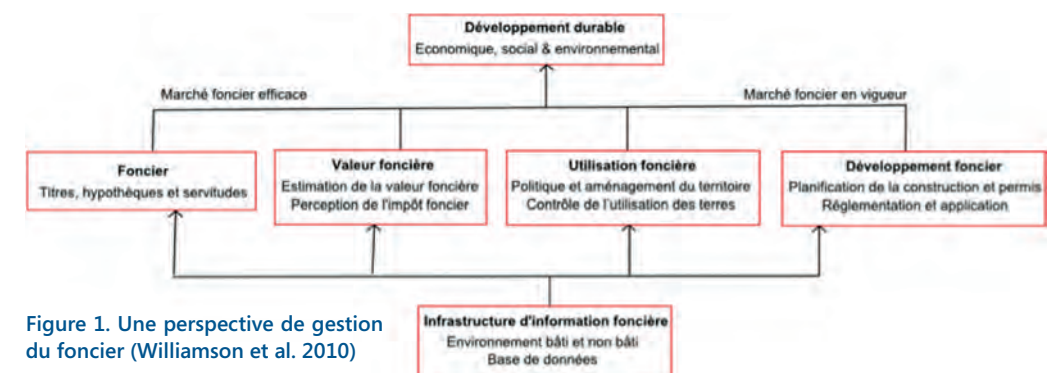 Développement durable
Economique, social & environnemental
Marché foncier efficace
Marché foncier en vigueur
Foncier
Titres, hypothèques et servitudes
Valeur foncière
Estimation de la valeur foncière
Perception de l'impôt foncier
Utilisation foncière
Politique et aménagement du territoire
Contrôle de l'utilisation des terres
Développement foncier
Planification de la construction et permis
Réglementation et application
Infrastructure d'information foncière
Environnement bâti et non bâti
Base de données
Figure 1. Une perspective de gestion
du foncier (Williamson et al. 2010)